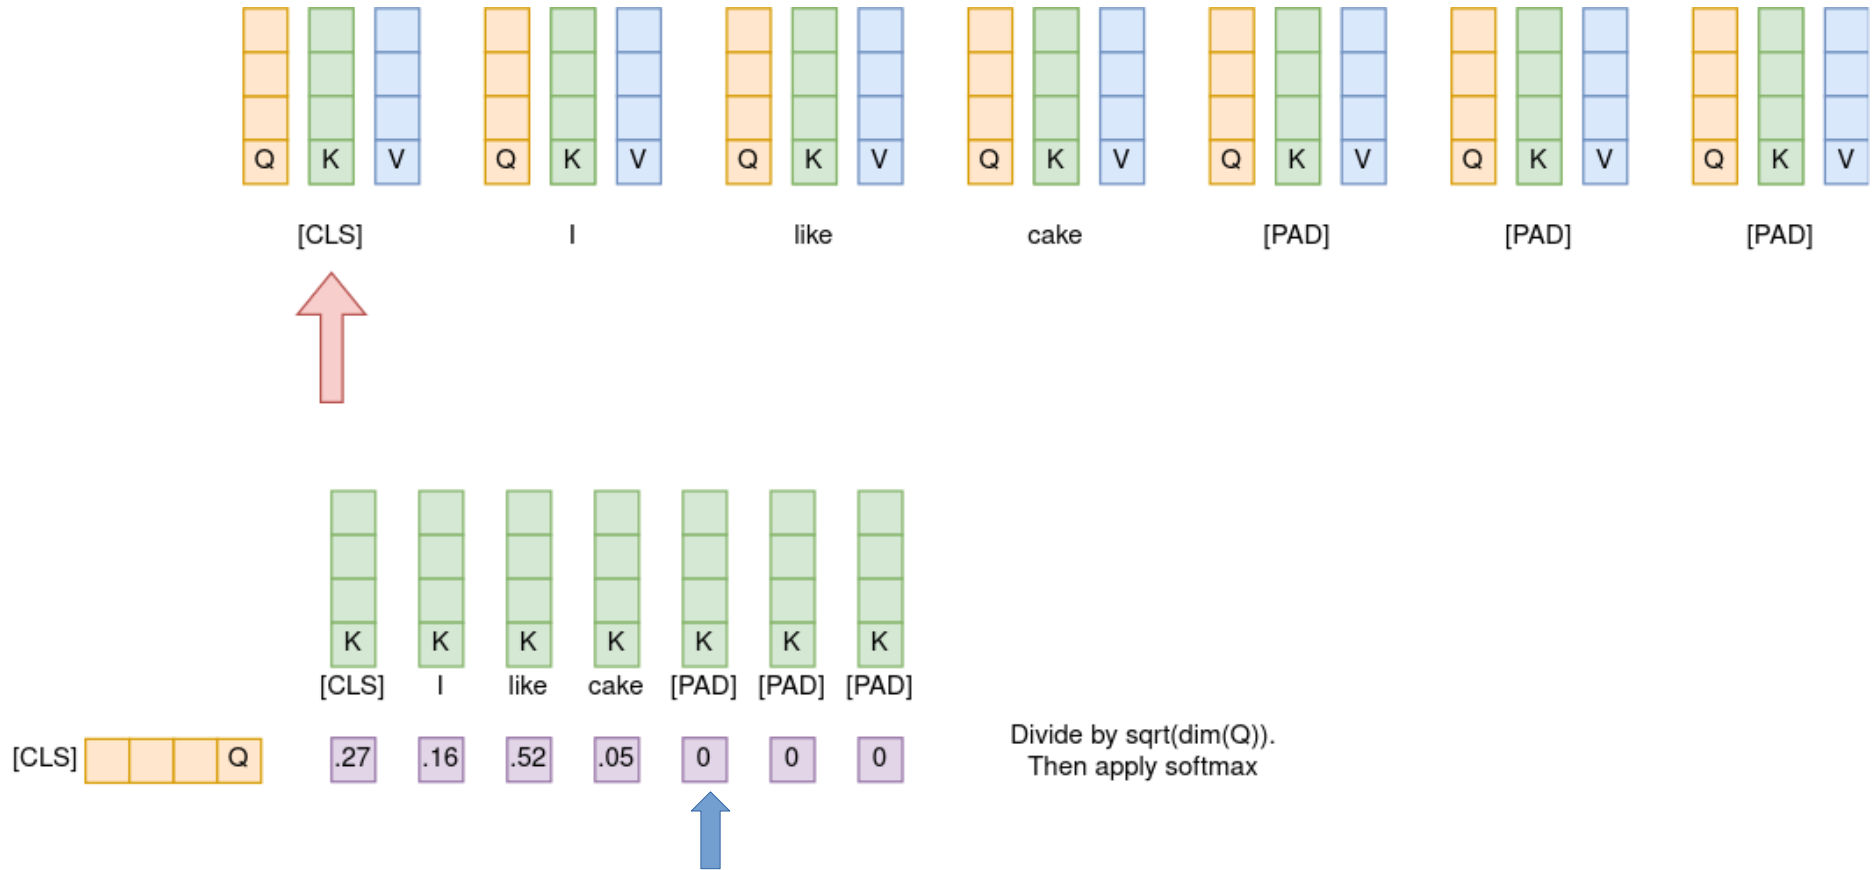 Q K V Q K V Q K V Q K V Q K V Q K V Q K V
[CLS] I like cake [PAD] [PAD] [PAD]
K K K K K K K
[CLS] I like cake [PAD] [PAD] [PAD]
[CLS] Q .27 .16 .52 .05 0 0 0
Divide by sqrt(dim(Q)).
Then apply softmax